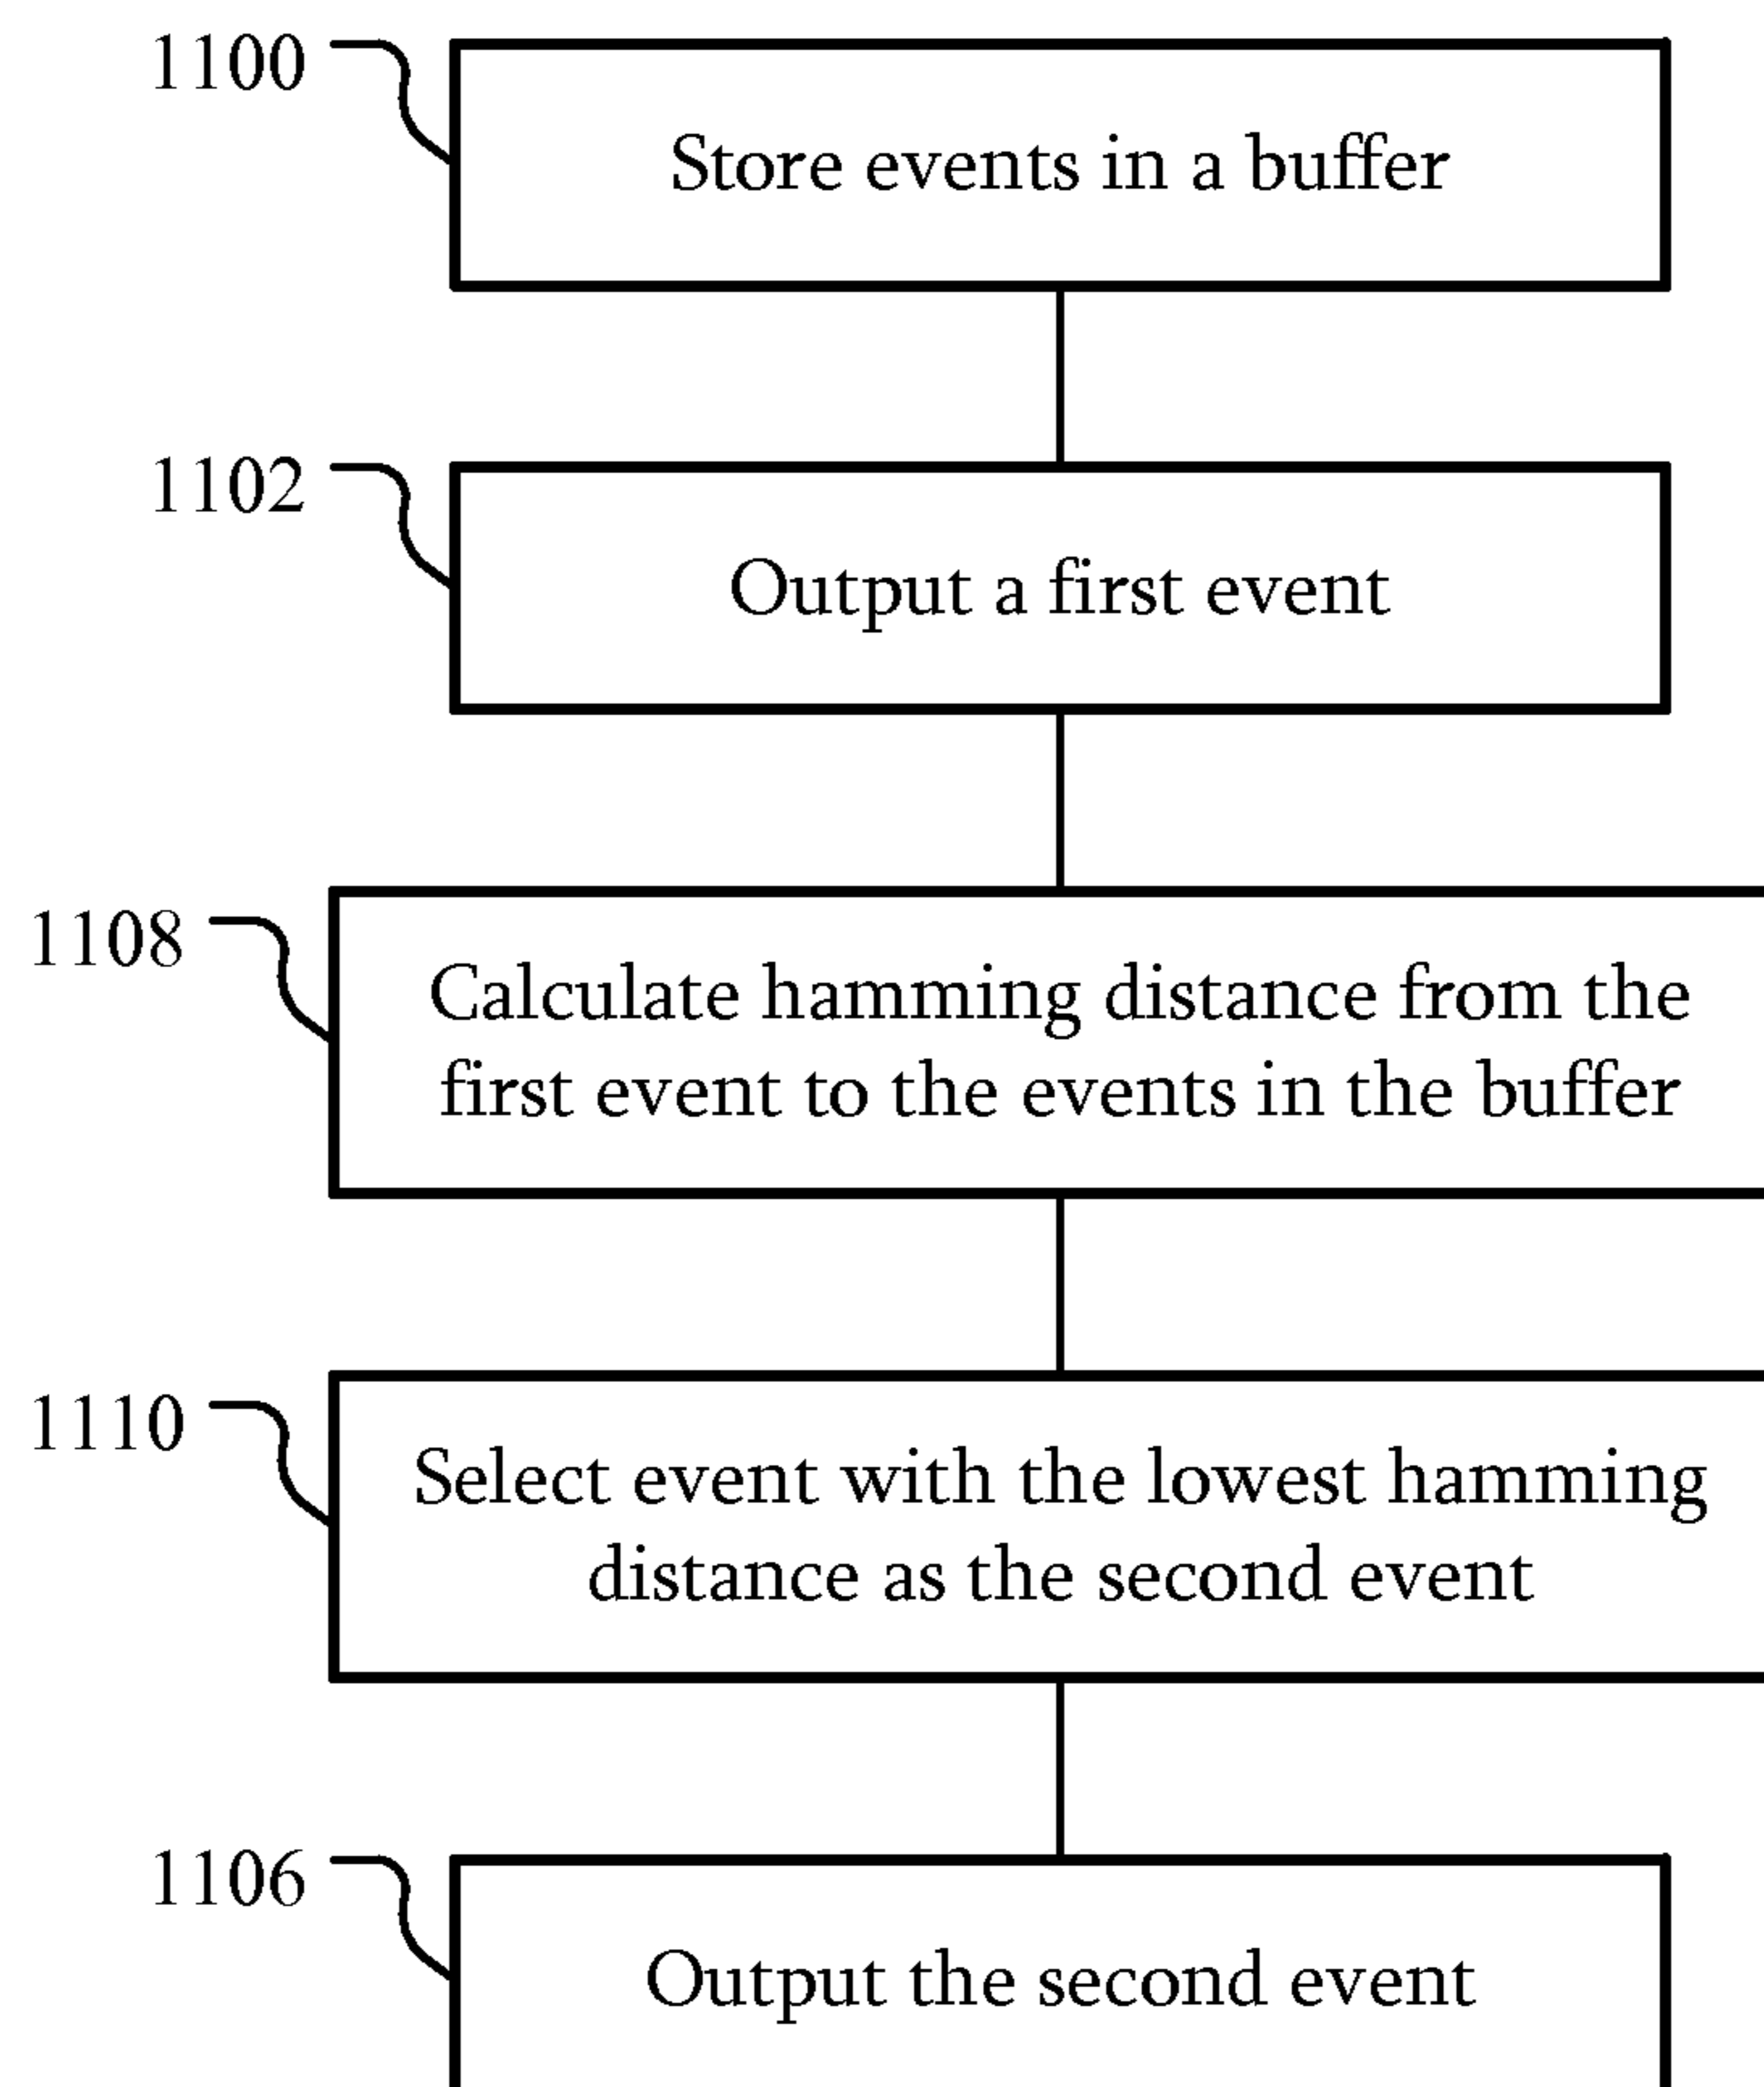 1100
Store events in a buffer
1102
Output a first event
1108
Calculate hamming distance from the
first event to the events in the buffer
1110
Select event with the lowest hamming
distance as the second event
1106
Output the second event